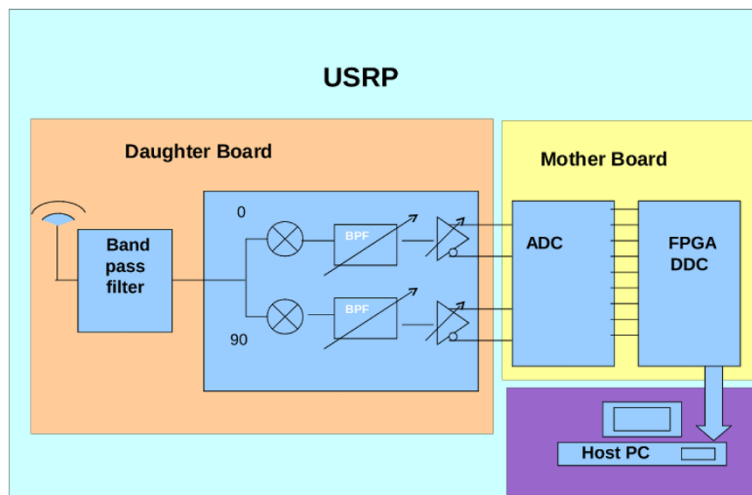 USRP
Daughter Board
Mother Board
0
BPF
Band
pass
filter
ADC
FPGA
DDC
BPF
90
Host PC